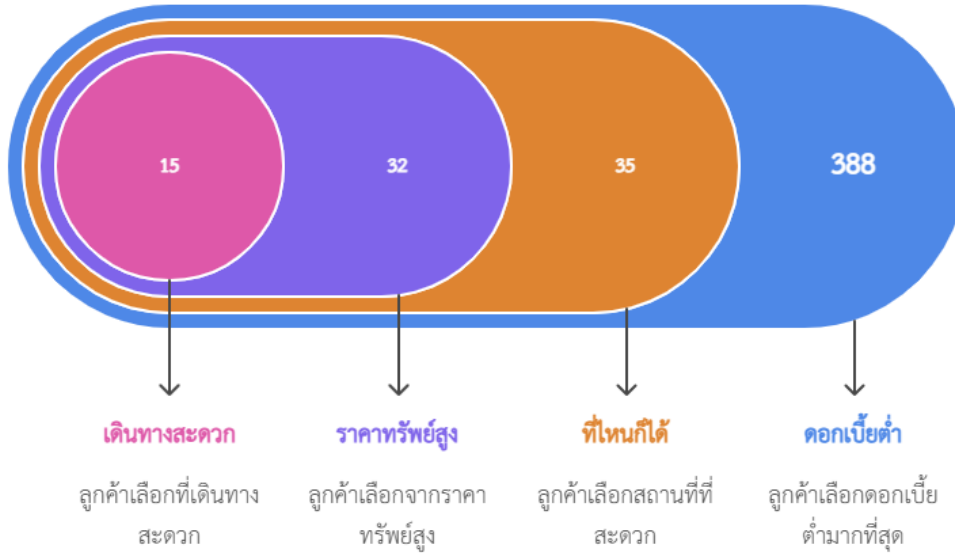 15
32
35
388
เดินทางสะดวก
ราคาทรัพย์สูง
ที่ไหนก็ได้
ดอกเบี้ยต่ำ
ลูกค้าเลือกที่เดินทาง
สะดวก
ลูกค้าเลือกจากราคา
ทรัพย์สูง
ลูกค้าเลือกสถานที่ที่
สะดวก
ลูกค้าเลือกดอกเบี้ย
ต่ำมากที่สุด